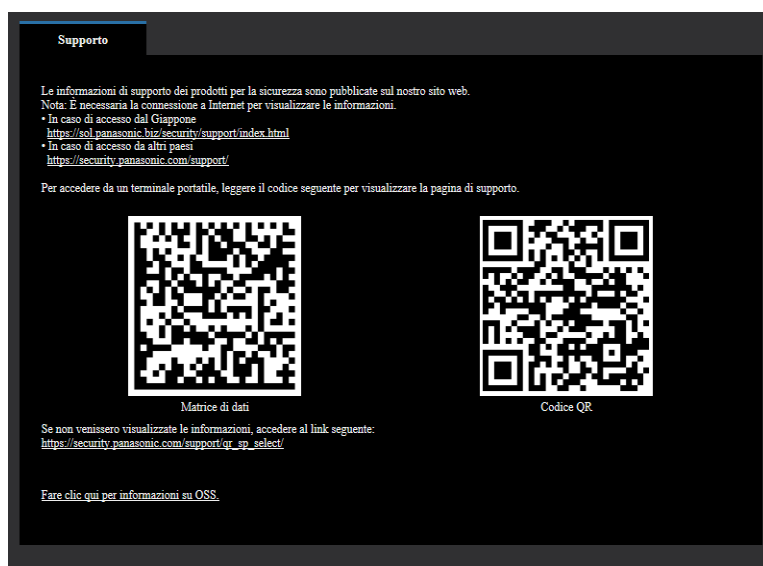 Supporto
Le informazioni di supporto dei prodotti per la sicurezza sono pubblicate sul nostro sito web.
Nota: È necessaria la connessione a Internet per visualizzare le informazioni.
• In caso di accesso dal Giappone
https://sol.panasonic.biz/security/support/index.html
• In caso di accesso da altri paesi
https://security.panasonic.com/support/
Per accedere da un terminale portatile, leggere il codice seguente per visualizzare la pagina di supporto.
Matrice di dati
Codice QR
Se non venissero visualizzate le informazioni, accedere al link seguente:
https://security.panasonic.com/support/qr_sp_select/
Fare clic qui per informazioni su OSS.